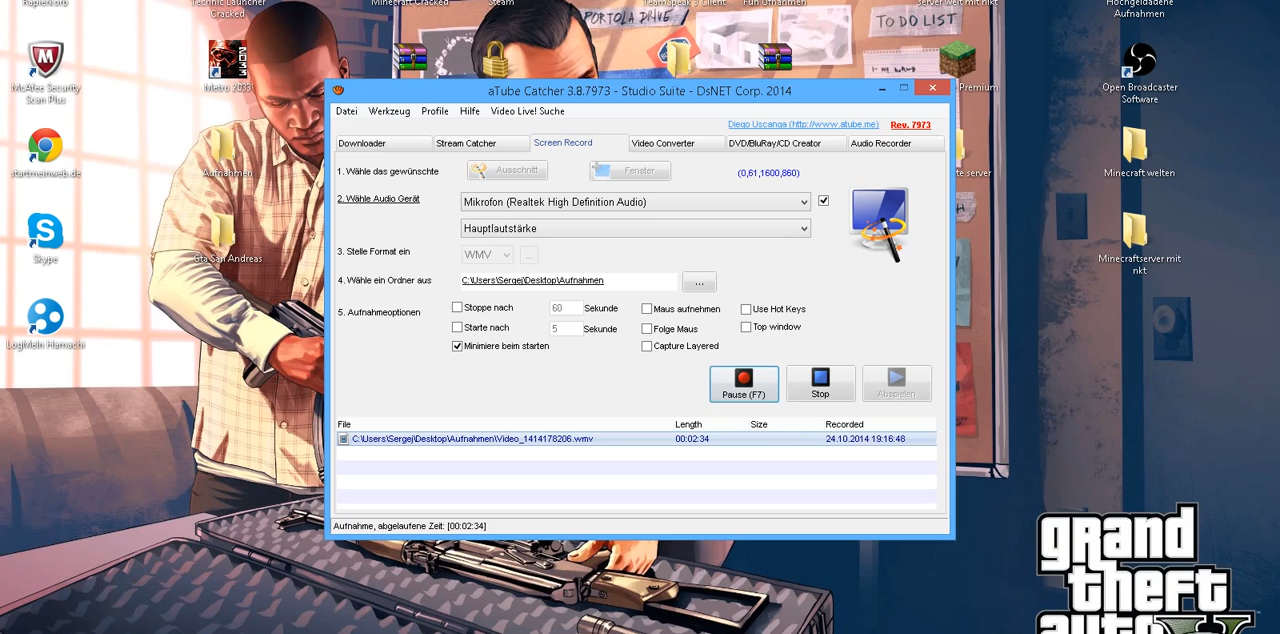 Papierkorb
Technic Launcher
Cracked
Minecraft Cracked
Steam
TeamSpeak 3 Client
Fun Ufnahmen
server welt mit nkt
Hochgeladene
Aufnahmen
PORTOLA DRIVE
TO DO LIST
McAfee Security
Scan Plus
Metro 2033
Premium
Open Broadcaster
Software
startmeinweb.de
Aufnahmen
te server
Minecraft welten
Skype
Gta San Andreas
Minecraftserver mit
nkt
LogMeIn Hamachi
aTube Catcher 3.8.7973 - Studio Suite - DsNET Corp. 2014
Datei Werkzeug Profile Hilfe Video Live! Suche
Diego Uscanga (http://www.atube.me) Rev. 7973
Downloader Stream Catcher Screen Record Video Converter DVD/BluRay/CD Creator Audio Recorder
1. Wähle das gewünschte Ausschnitt Fenster (0,61,1600,860)
2. Wähle Audio Gerät Mikrofon (Realtek High Definition Audio)
Hauptlautstärke
3. Stelle Format ein WMV ...
4. Wähle ein Ordner aus C:\Users\Sergej\Desktop\Aufnahmen ...
5. Aufnahmeoptionen Stoppe nach 60 Sekunde Maus aufnehmen Use Hot Keys
Starte nach 5 Sekunde Folge Maus Top window
Minimiere beim starten Capture Layered
Pause (F7) Stop Abspielen
File Length Size Recorded
C:\Users\Sergej\Desktop\Aufnahmen\Video_1414178206.wmv 00:02:34 24.10.2014 19:16:48
Aufnahme, abgelaufene Zeit: [00:02:34]
grand
theft
auto V